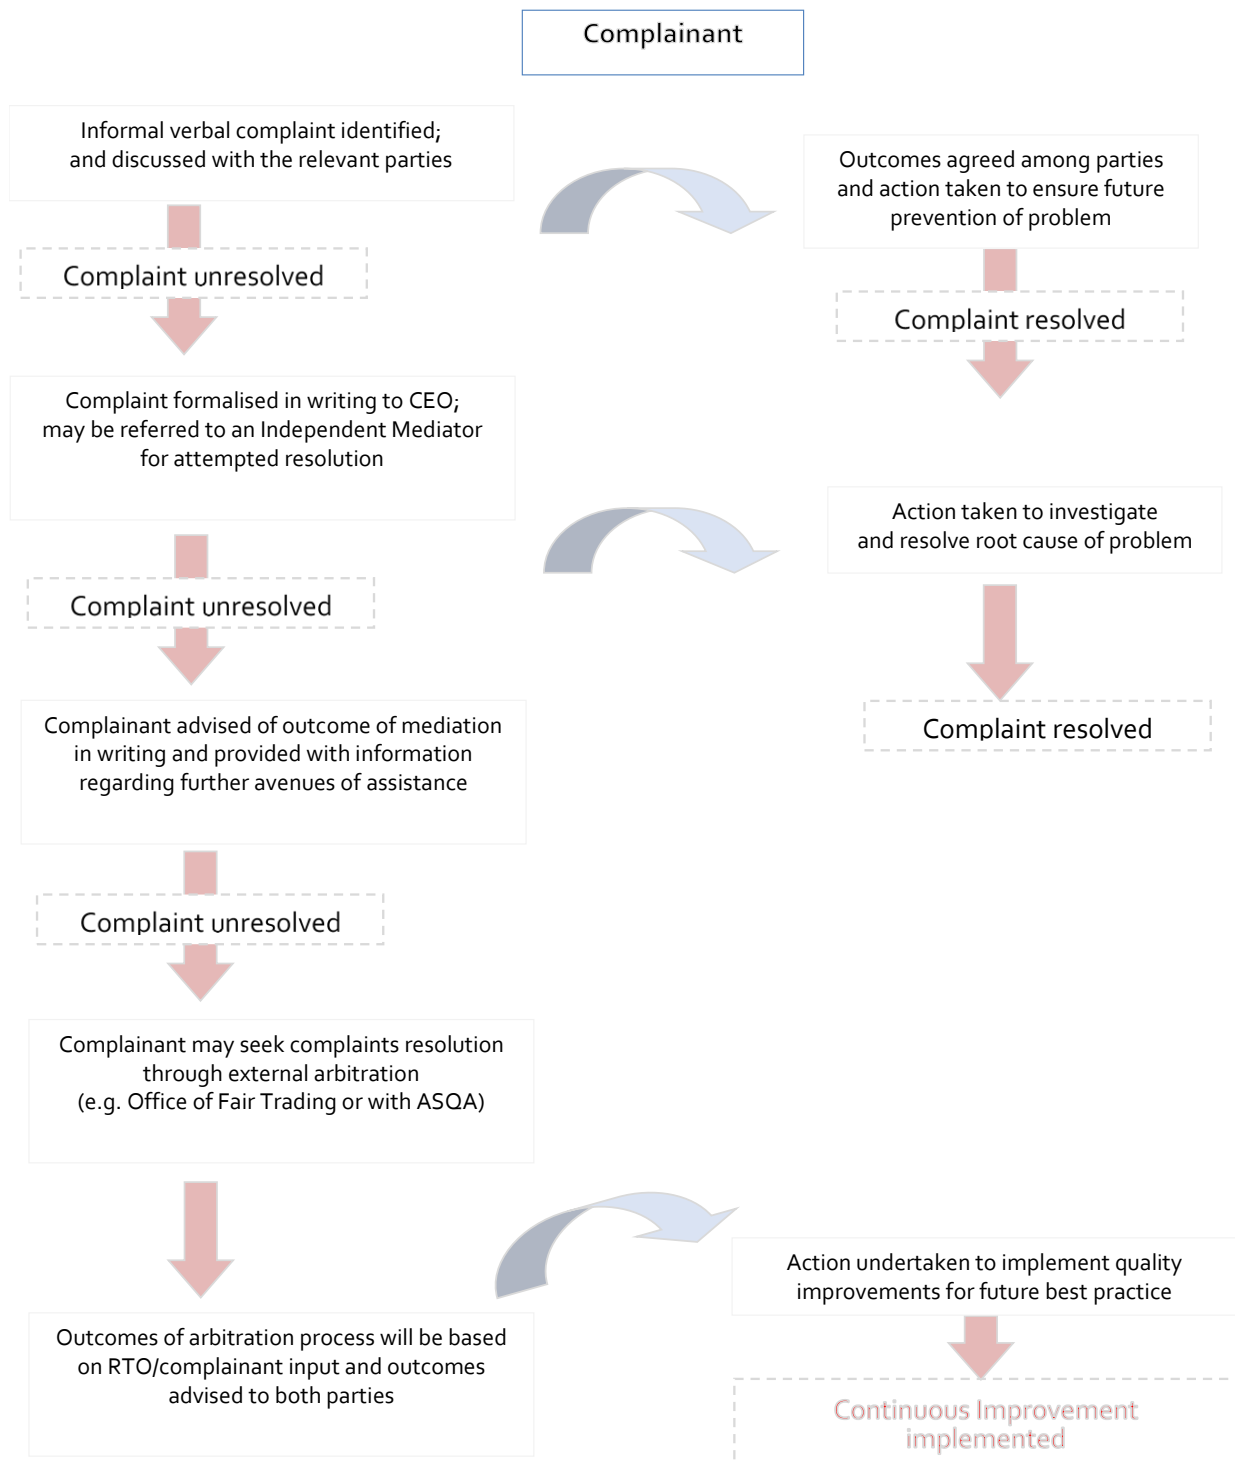 Complainant
Informal verbal complaint identified;
and discussed with the relevant parties
Outcomes agreed among parties
and action taken to ensure future
prevention of problem
Complaint unresolved
Complaint resolved
Complaint formalised in writing to CEO;
may be referred to an Independent Mediator
for attempted resolution
Action taken to investigate
and resolve root cause of problem
Complaint unresolved
Complainant advised of outcome of mediation
in writing and provided with information
regarding further avenues of assistance
Complaint resolved
Complaint unresolved
Complainant may seek complaints resolution
through external arbitration
(e.g. Office of Fair Trading or with ASQA)
Action undertaken to implement quality
improvements for future best practice
Outcomes of arbitration process will be based
on RTO/complainant input and outcomes
advised to both parties
Continuous Improvement
implemented